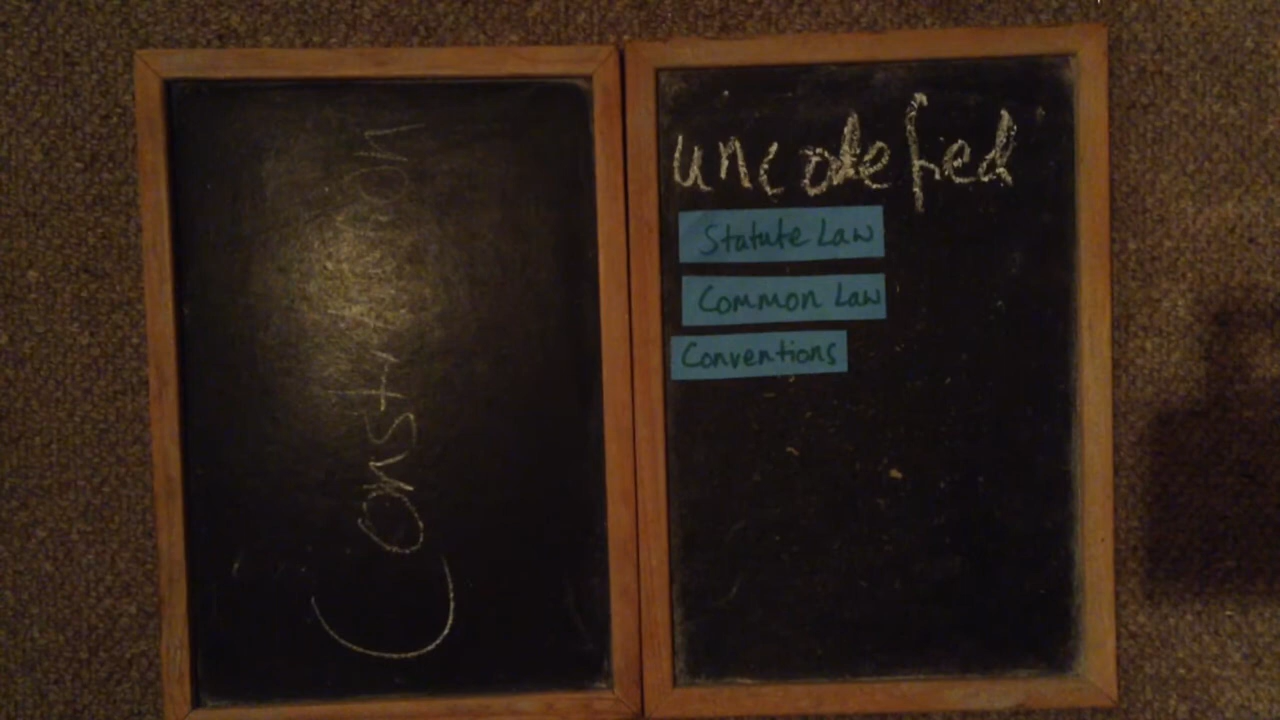 Constitution
uncodefied
Statute Law
Common Law
Conventions